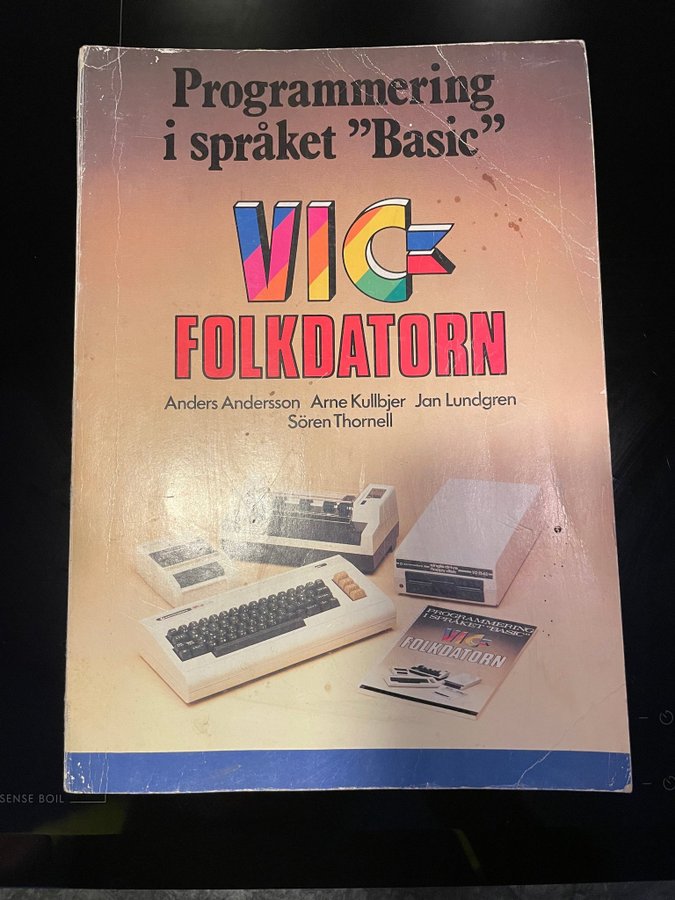 Programmering
i språket ”Basic”
VIC
FOLKDATORN
Anders Andersson Arne Kullbjer Jan Lundgren
Sören Thornell
PROGRAMMERING
I SPRÅKET ”BASIC”
VIC
FOLKDATORN
SENSE BOIL